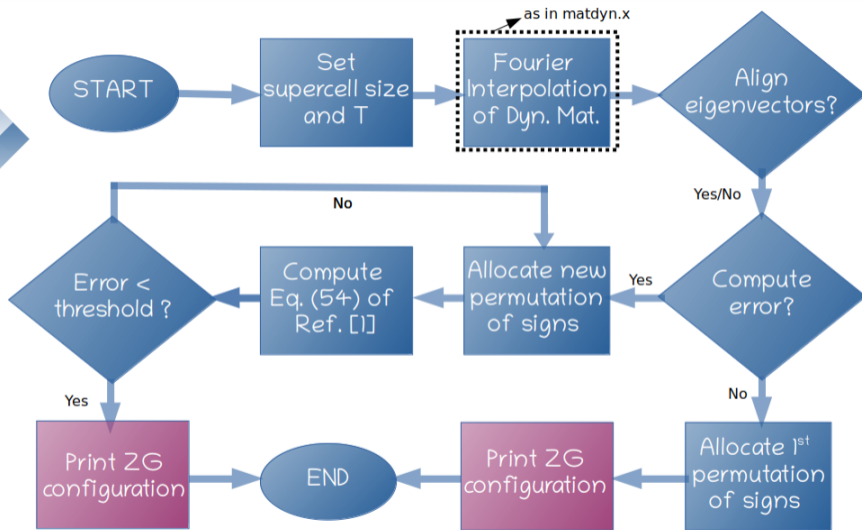 as in matdyn.x
START
Set
supercell size
and T
Fourier
Interpolation
of Dyn. Mat.
Align
eigenvectors?
Yes/No
No
Error <
threshold ?
Compute
Eq. (54) of
Ref. [1]
Allocate new
permutation
of signs
Yes
Compute
error?
Yes
No
Print ZG
configuration
END
Print ZG
configuration
Allocate 1st
permutation
of signs